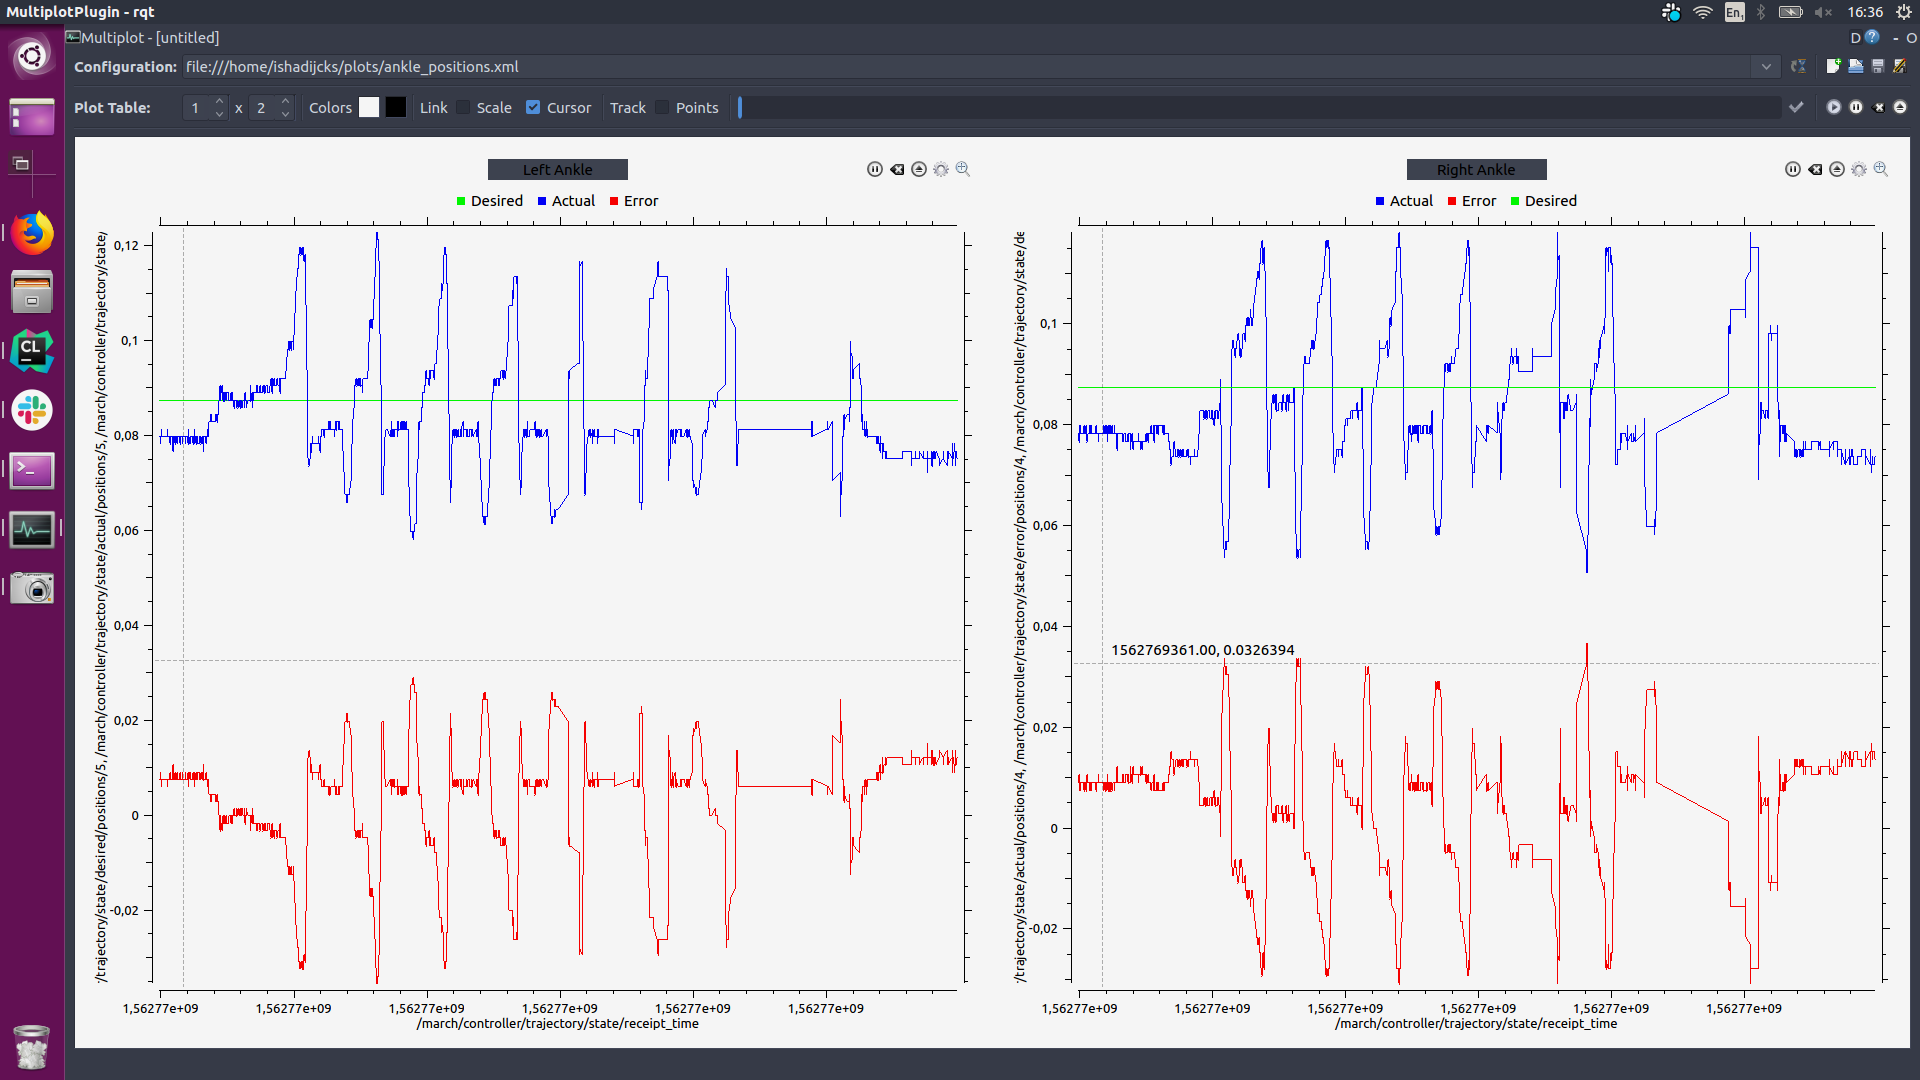 MultiplotPlugin - rqt
En1
16:36
Multiplot - [untitled]
D
- O
Configuration: file:///home/ishadijcks/plots/ankle_positions.xml
Plot Table: 1 x 2 Colors Link Scale Cursor Track Points
Left Ankle
Desired Actual Error
0,12
0,1
0,08
0,06
0,04
0,02
0
-0,02
/trajectory/state/desired/positions/5, /march/controller/trajectory/state/actual/positions/5, /march/controller/trajectory/state/
1,56277e+09 1,56277e+09 1,56277e+09 1,56277e+09 1,56277e+09 1,56277e+09
/march/controller/trajectory/state/receipt_time
Right Ankle
Actual Error Desired
0,1
0,08
0,06
0,04
0,02
0
-0,02
/trajectory/state/actual/positions/4, /march/controller/trajectory/state/error/positions/4, /march/controller/trajectory/state/de
1562769361.00, 0.0326394
1,56277e+09 1,56277e+09 1,56277e+09 1,56277e+09 1,56277e+09 1,56277e+09
/march/controller/trajectory/state/receipt_time
CL